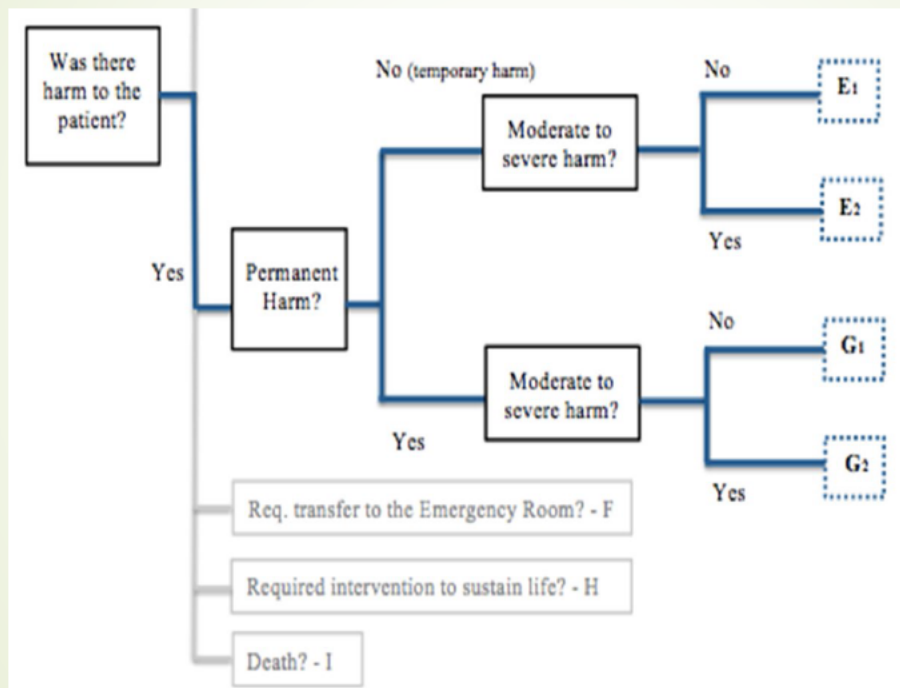 Was there
harm to the
patient?
No (temporary harm)
No
E1
Moderate to
severe harm?
E2
Yes
Yes
Permanent
Harm?
No
G1
Moderate to
severe harm?
Yes
G2
Yes
Req. transfer to the Emergency Room? - F
Required intervention to sustain life? - H
Death? - I